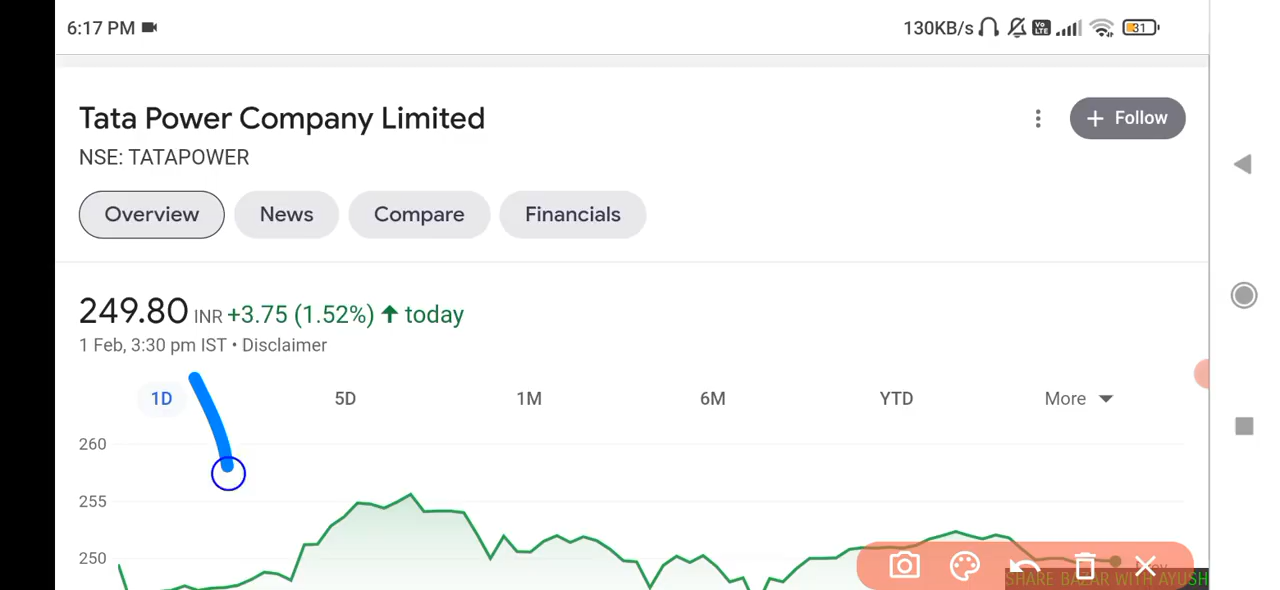 6:17 PM
130KB/s
Vo LTE
31
Tata Power Company Limited
+ Follow
NSE: TATAPOWER
Overview
News
Compare
Financials
249.80 INR +3.75 (1.52%) ↑ today
1 Feb, 3:30 pm IST • Disclaimer
1D
5D
1M
6M
YTD
More
260
255
250
SHARE BAZAR WITH AYUSH